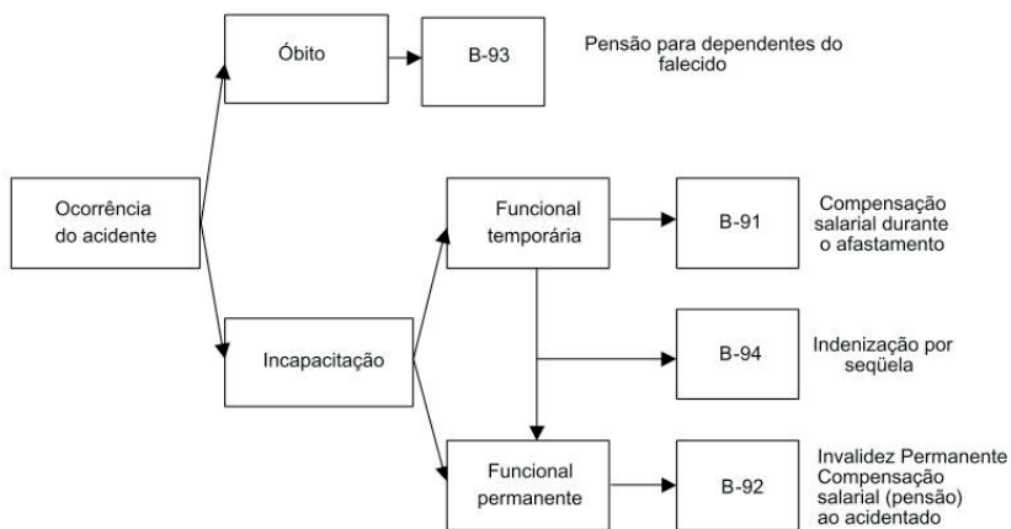 Óbito
B-93
Pensão para dependentes do
falecido
Ocorrência
do acidente
Funcional
temporária
B-91
Compensação
salarial durante
o afastamento
Incapacitação
B-94
Indenização por
seqüela
Funcional
permanente
B-92
Invalidez Permanente
Compensação
salarial (pensão)
ao acidentado